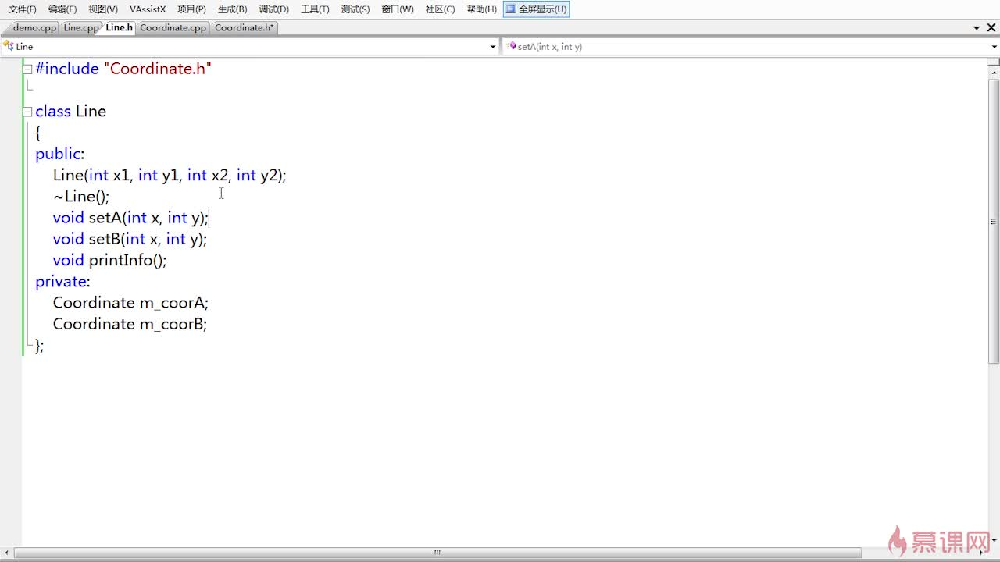 文件(F) 编辑(E) 视图(V) VAssistX 项目(P) 生成(B) 调试(D) 工具(T) 测试(S) 窗口(W) 社区(C) 帮助(H) 全屏显示(U)
demo.cpp Line.cpp Line.h Coordinate.cpp Coordinate.h*
Line setA(int x, int y)
#include "Coordinate.h"
class Line
{
public:
Line(int x1, int y1, int x2, int y2);
~Line();
void setA(int x, int y);
void setB(int x, int y);
void printInfo();
private:
Coordinate m_coorA;
Coordinate m_coorB;
};
慕课网